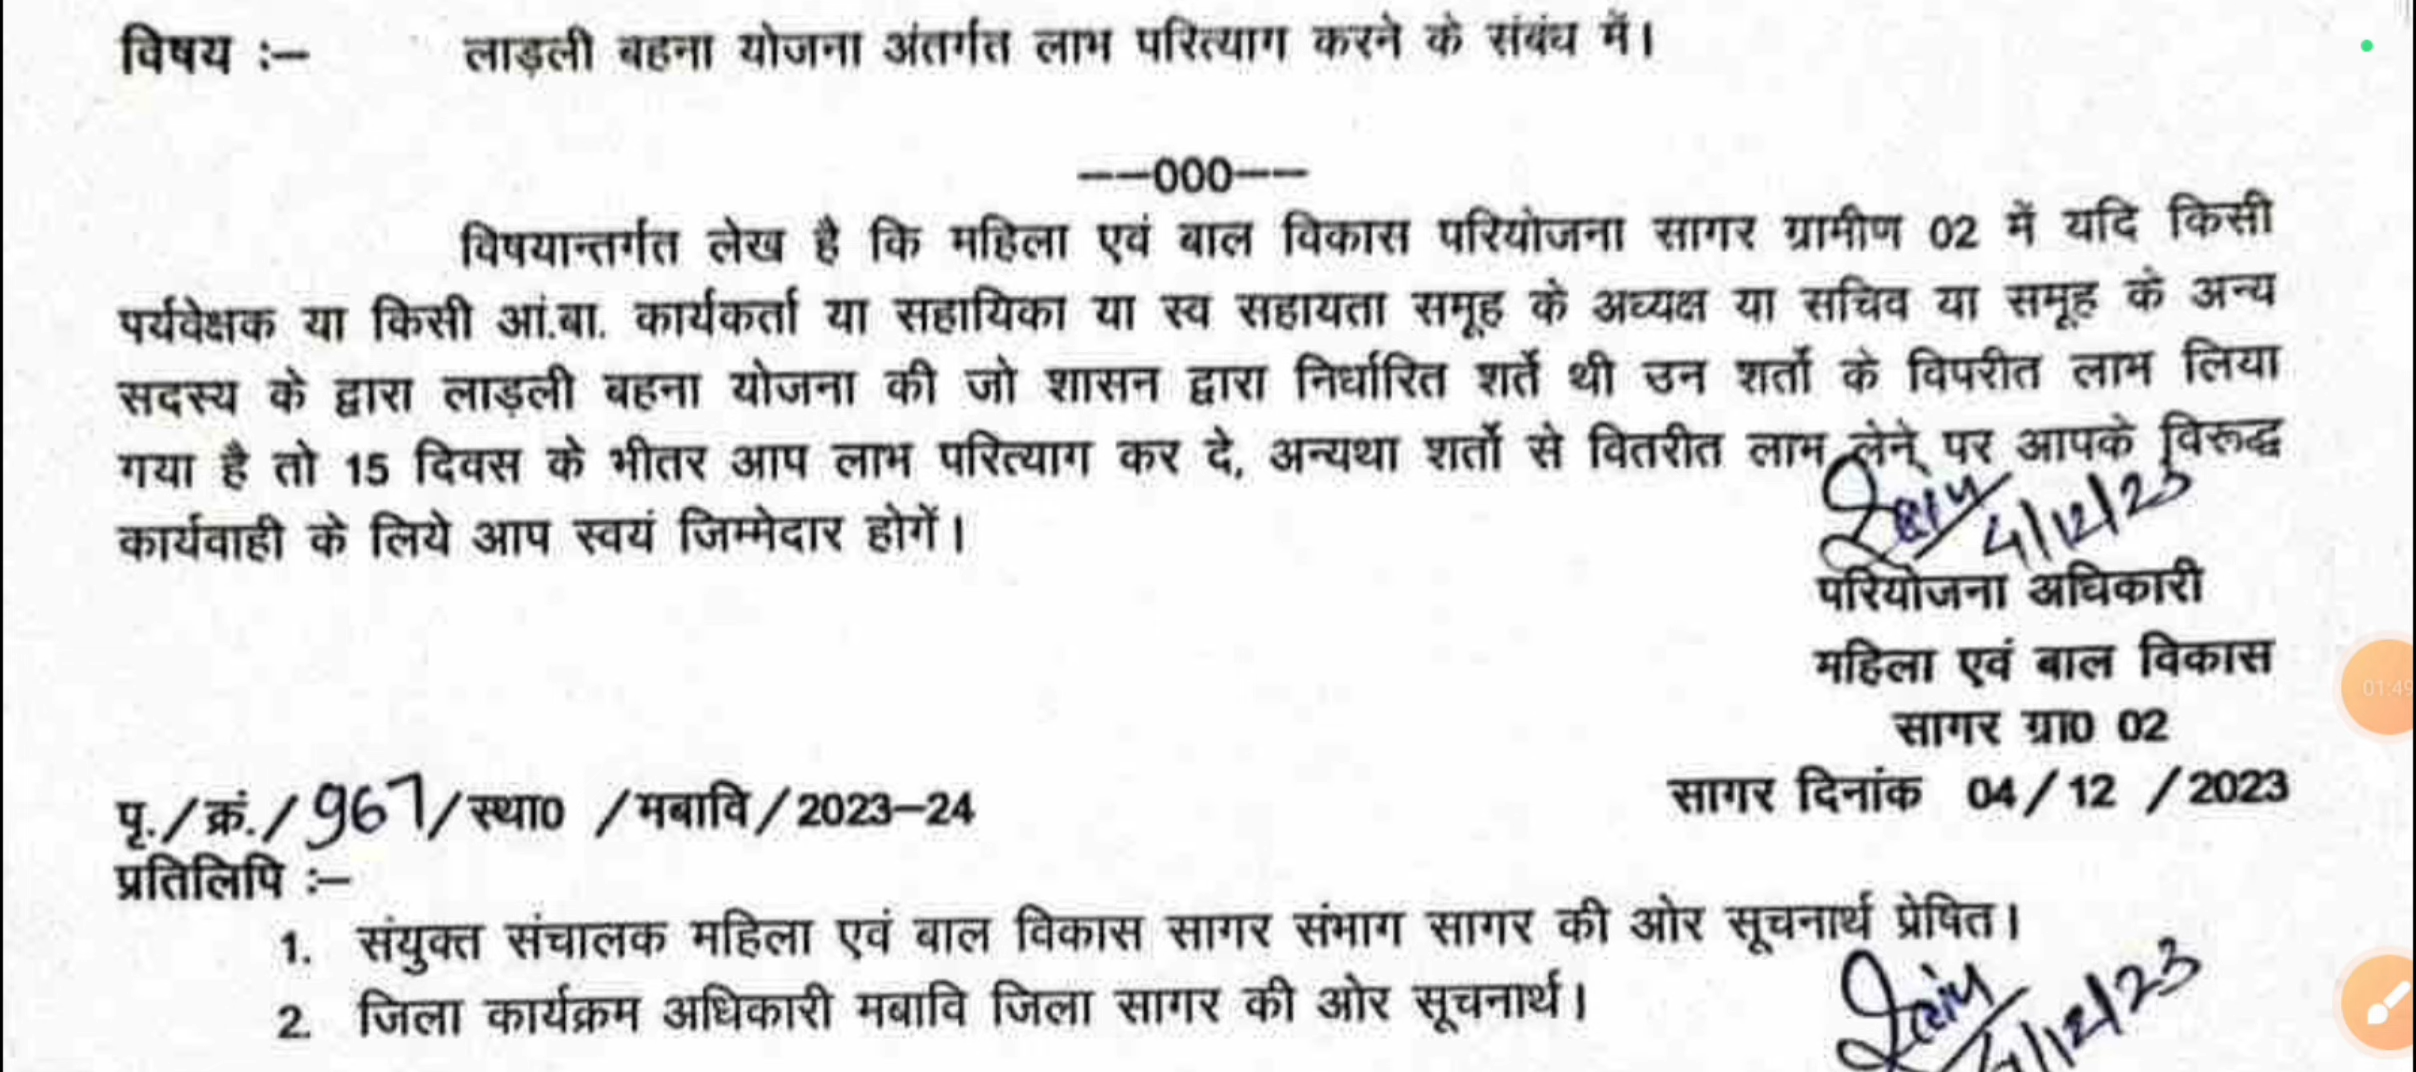 विषय :— लाड़ली बहना योजना अंतर्गत लाभ परित्याग करने के संबंध में।
——000——
विषयान्तर्गत लेख है कि महिला एवं बाल विकास परियोजना सागर ग्रामीण 02 में यदि किसी
पर्यवेक्षक या किसी आं.बा. कार्यकर्ता या सहायिका या स्व सहायता समूह के अध्यक्ष या सचिव या समूह के अन्य
सदस्य के द्वारा लाड़ली बहना योजना की जो शासन द्वारा निर्धारित शर्ते थी उन शर्तो के विपरीत लाभ लिया
गया है तो 15 दिवस के भीतर आप लाभ परित्याग कर दे, अन्यथा शर्तो से वितरीत लाभ लेने पर आपके विरूद्ध
कार्यवाही के लिये आप स्वयं जिम्मेदार होगें।
4/12/23
परियोजना अधिकारी
महिला एवं बाल विकास
सागर ग्रा0 02
पृ./क्रं./967/स्था0 /मबावि/2023—24
सागर दिनांक 04/12 /2023
प्रतिलिपि :—
1. संयुक्त संचालक महिला एवं बाल विकास सागर संभाग सागर की ओर सूचनार्थ प्रेषित।
2. जिला कार्यक्रम अधिकारी मबावि जिला सागर की ओर सूचनार्थ।
4/12/23
01:49